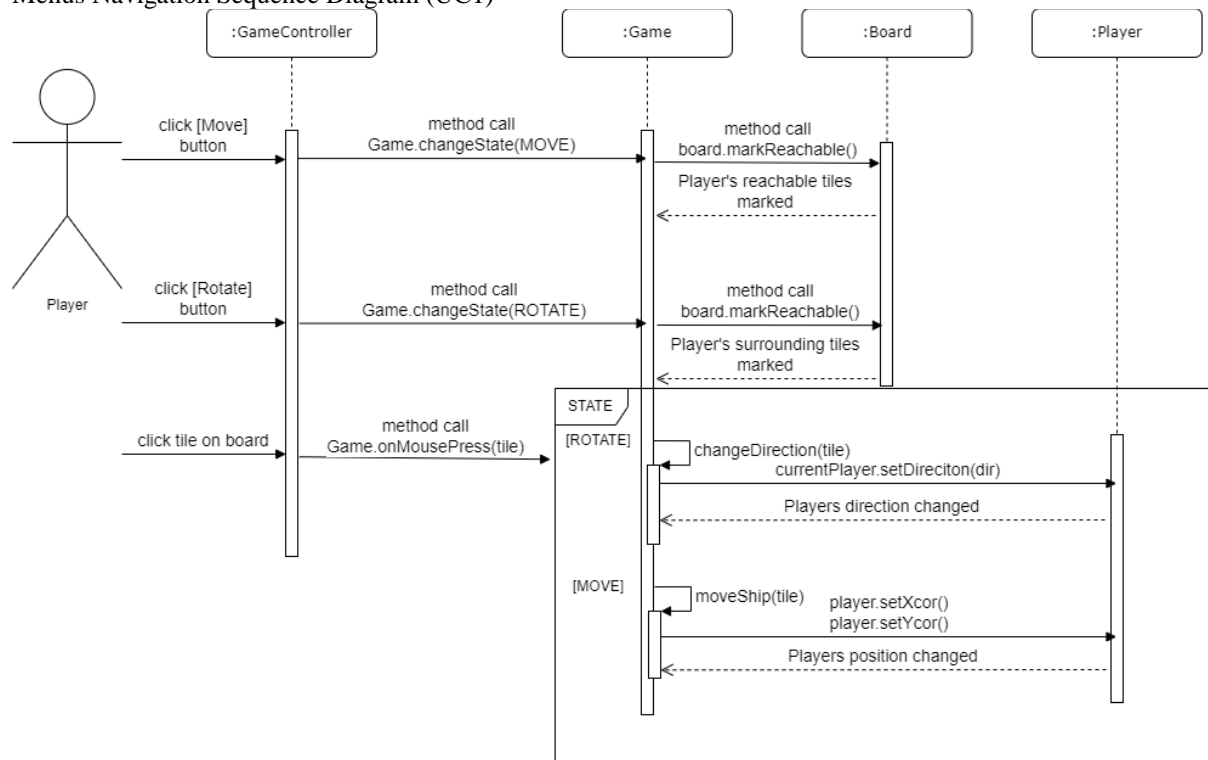 Menus Navigation Sequence Diagram (UC1)
:GameController
:Game
:Board
:Player
click [Move]
button
method call
Game.changeState(MOVE)
method call
board.markReachable()
Player's reachable tiles
marked
Player
click [Rotate]
button
method call
Game.changeState(ROTATE)
method call
board.markReachable()
Player's surrounding tiles
marked
STATE
click tile on board
method call
Game.onMousePress(tile)
[ROTATE]
changeDirection(tile)
currentPlayer.setDireciton(dir)
Players direction changed
[MOVE]
moveShip(tile)
player.setXcor()
player.setYcor()
Players position changed